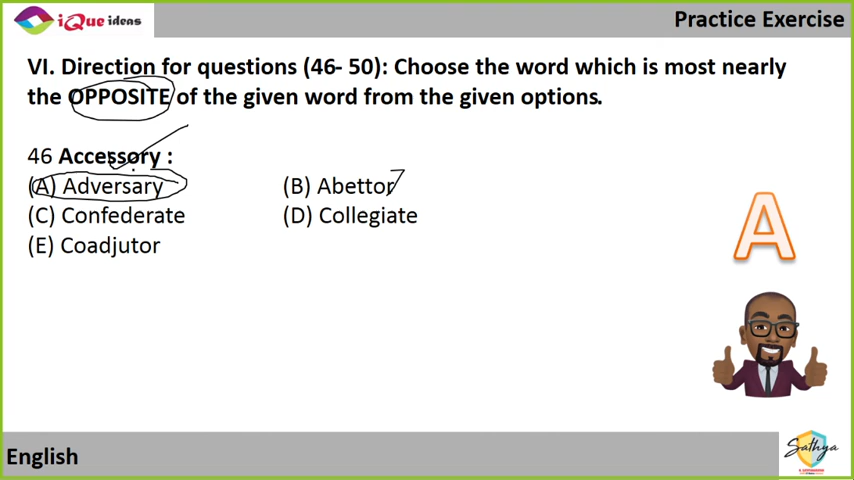 iQue ideas
Practice Exercise
VI. Direction for questions (46- 50): Choose the word which is most nearly
the OPPOSITE of the given word from the given options.
46 Accessory :
(A) Adversary (B) Abettor
(C) Confederate (D) Collegiate
(E) Coadjutor
A
English
Sathya